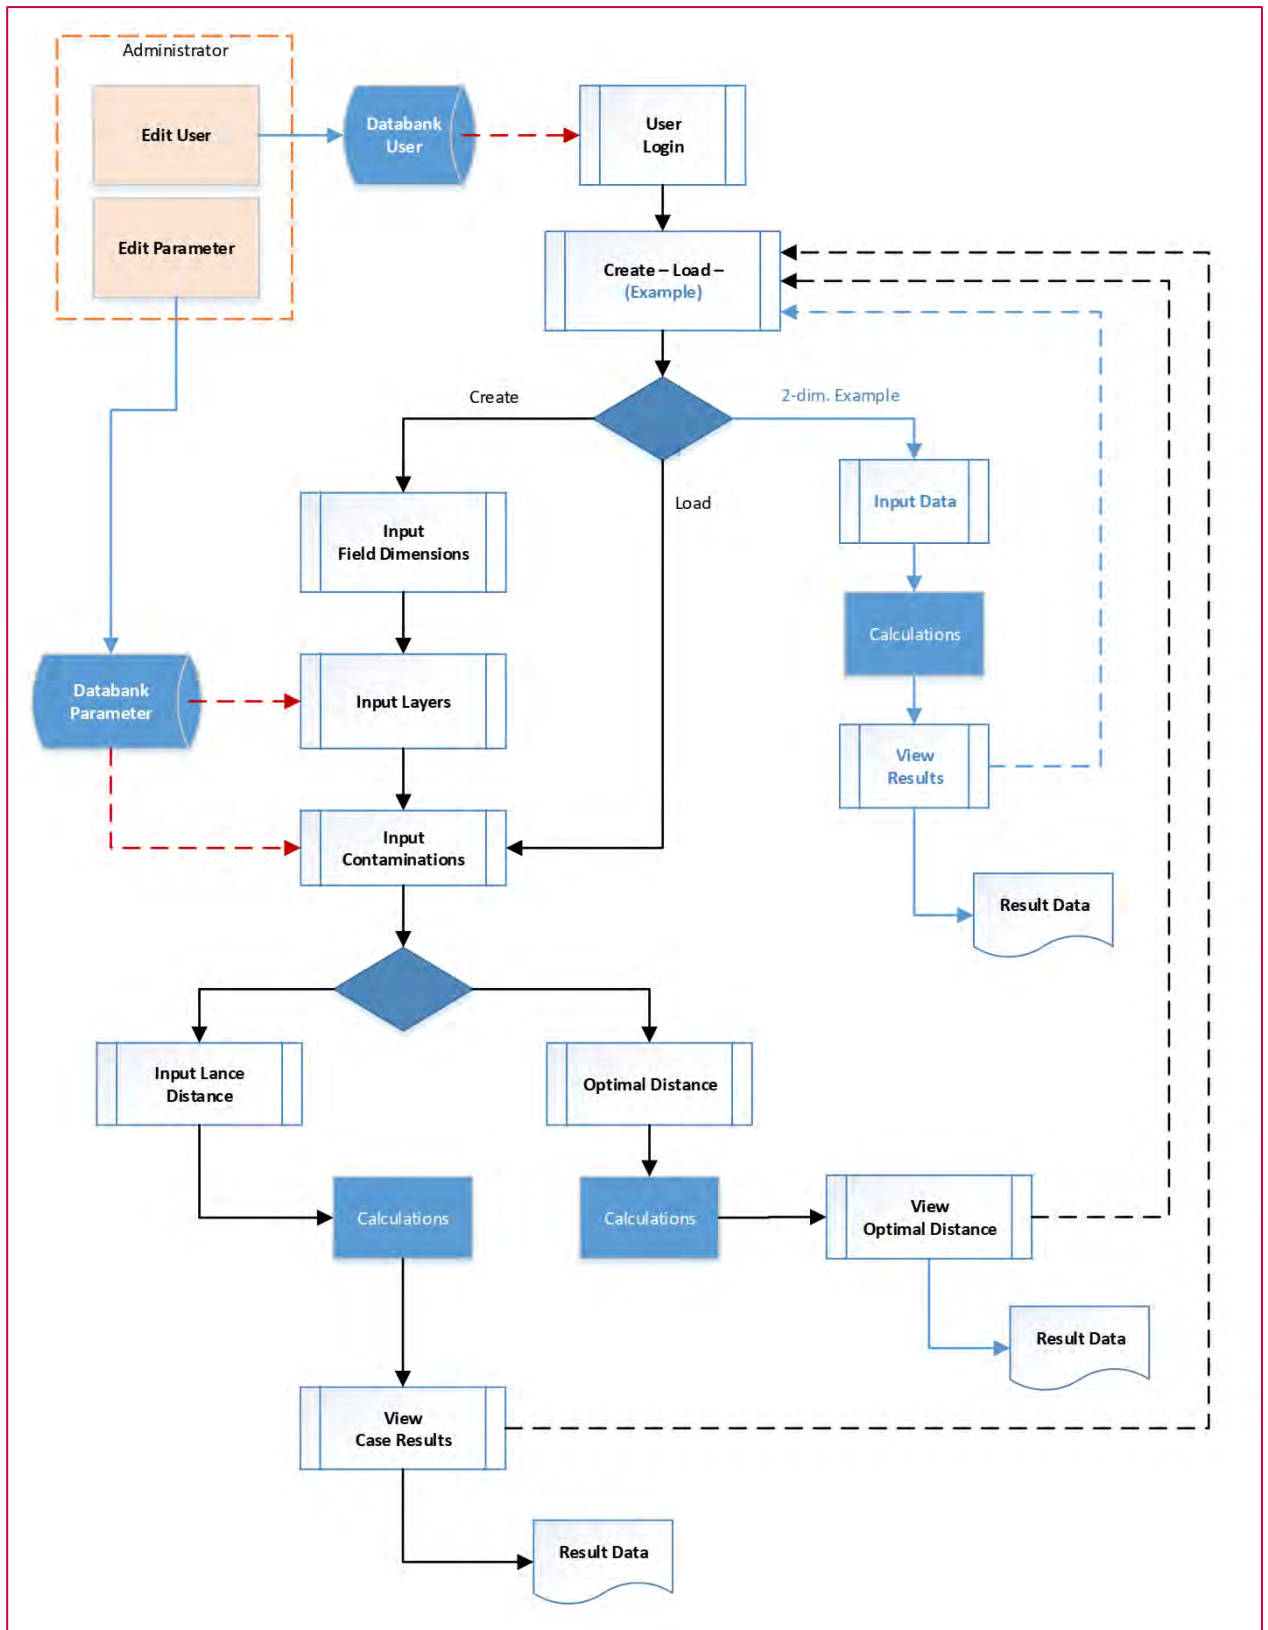 Administrator
Edit User
Databank
User
User
Login
Edit Parameter
Create – Load –
(Example)
Create
2-dim. Example
Load
Input Data
Input
Field Dimensions
Calculations
Databank
Parameter
Input Layers
View
Results
Input
Contaminations
Result Data
Input Lance
Distance
Optimal Distance
Calculations
Calculations
View
Optimal Distance
Result Data
View
Case Results
Result Data